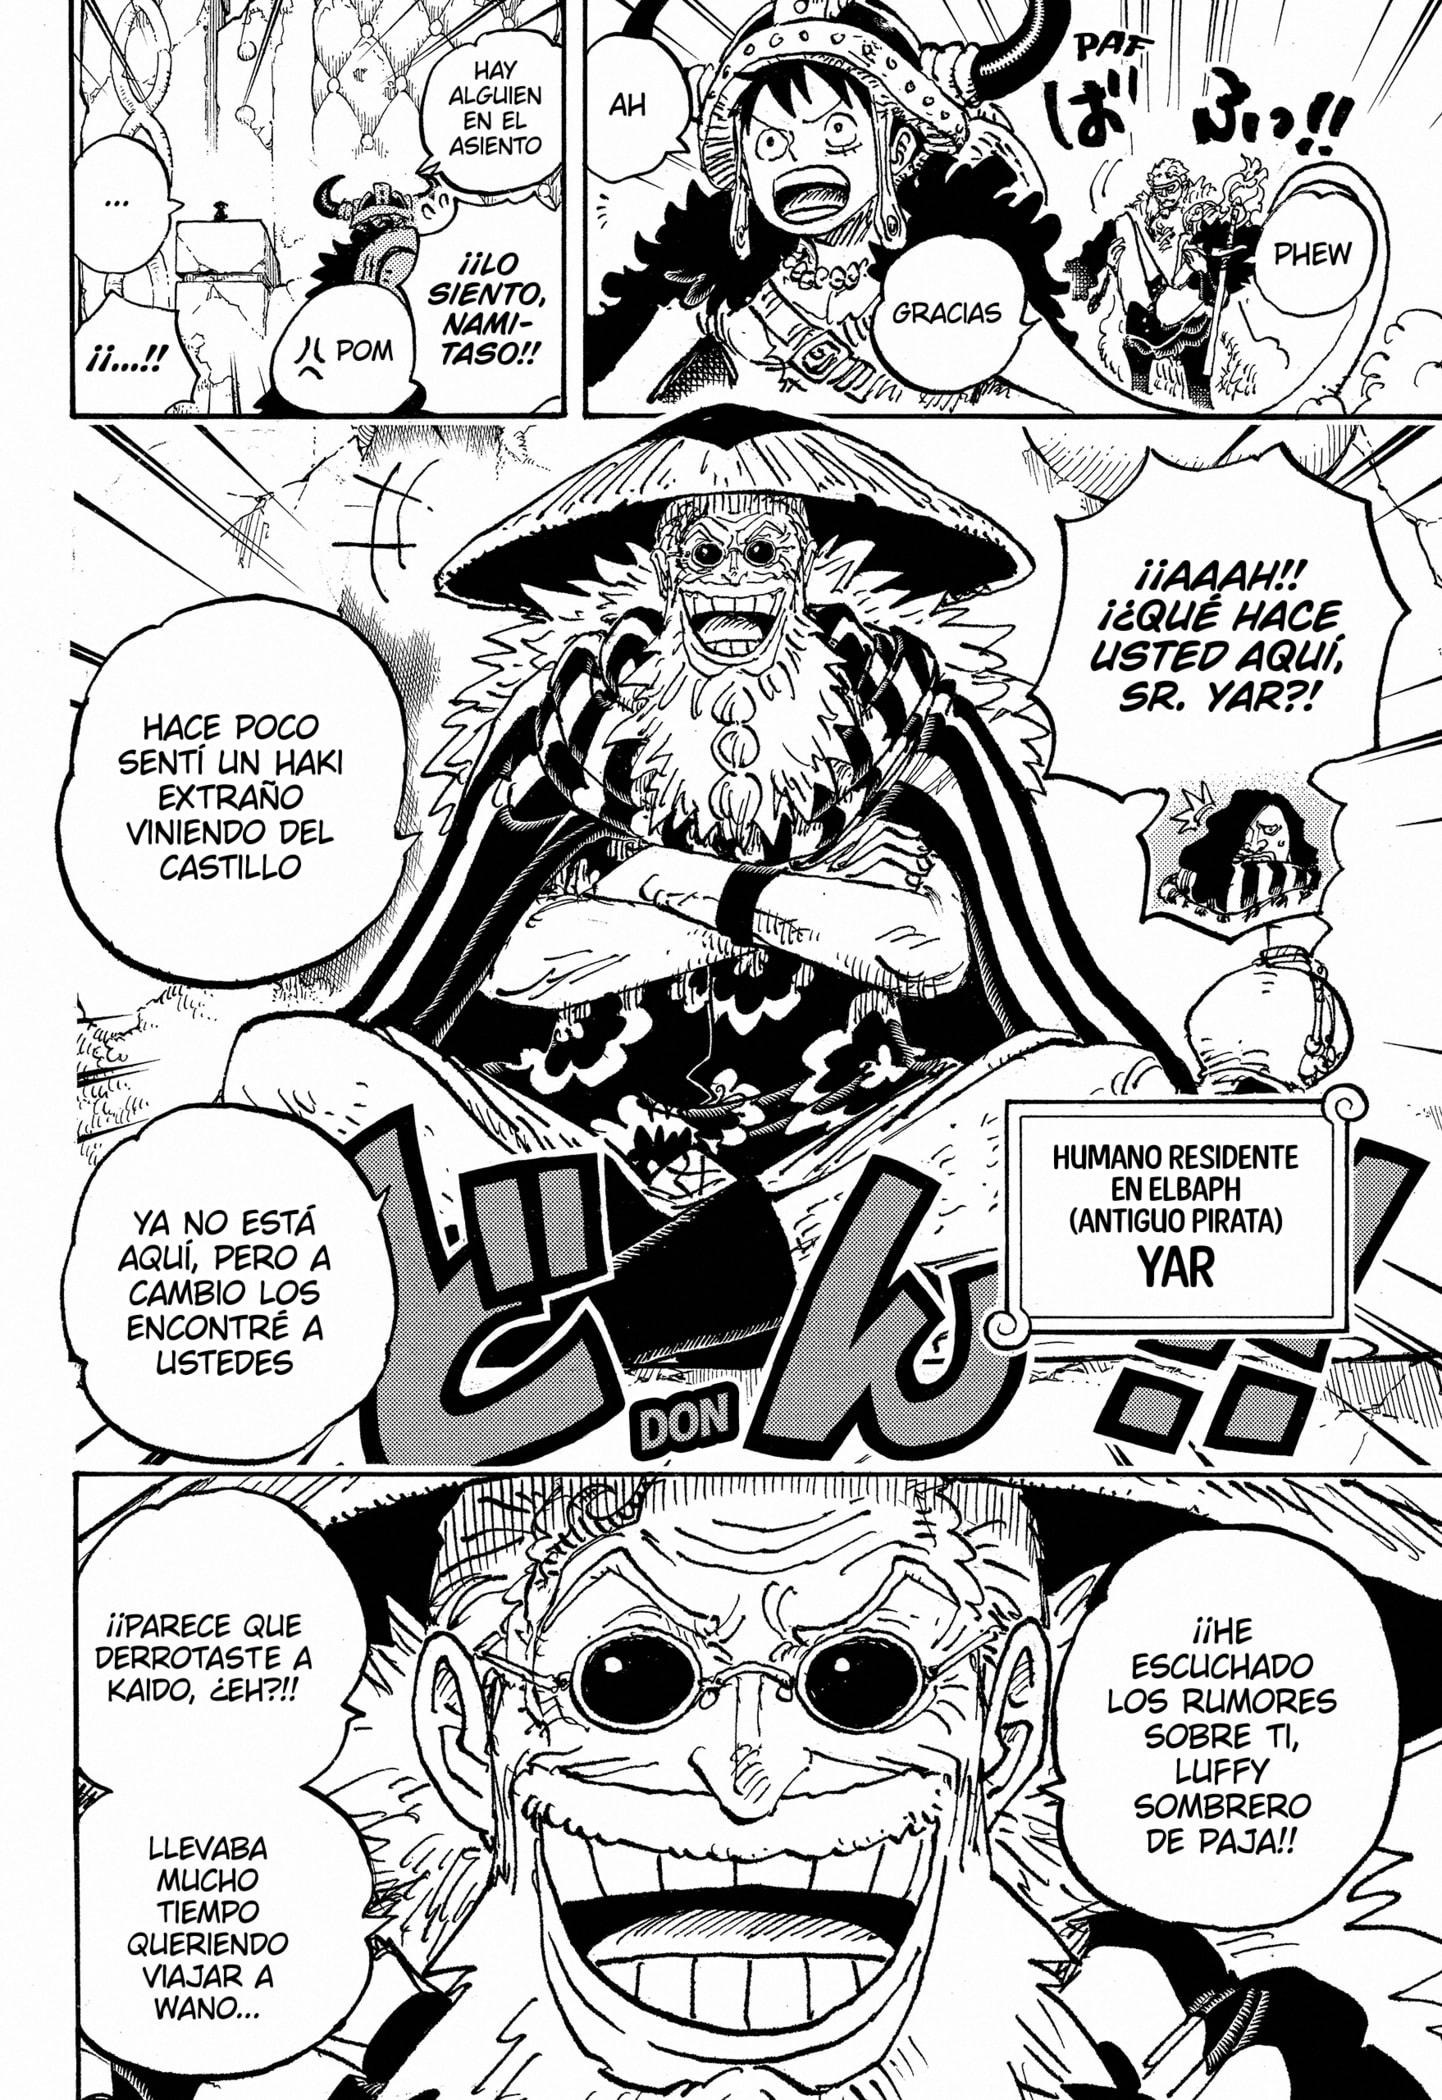 PAF
ば ふっ!!
PHEW
AH
GRACIAS
HAY
ALGUIEN
EN EL
ASIENTO
¡¡LO
SIENTO,
NAMI-
TASO!!
POM
...
¡¡...!!
¡¡AAAH!!
¡¿QUÉ HACE
USTED AQUÍ,
SR. YAR?!
HACE POCO
SENTÍ UN HAKI
EXTRAÑO
VINIENDO DEL
CASTILLO
YA NO ESTÁ
AQUÍ, PERO A
CAMBIO LOS
ENCONTRÉ A
USTEDES
HUMANO RESIDENTE
EN ELBAPH
(ANTIGUO PIRATA)
YAR
どん!!
DON
¡¡HE
ESCUCHADO
LOS RUMORES
SOBRE TI,
LUFFY
SOMBRERO
DE PAJA!!
¡¡PARECE QUE
DERROTASTE A
KAIDO, ¿EH?!!
LLEVABA
MUCHO
TIEMPO
QUERIENDO
VIAJAR A
WANO...